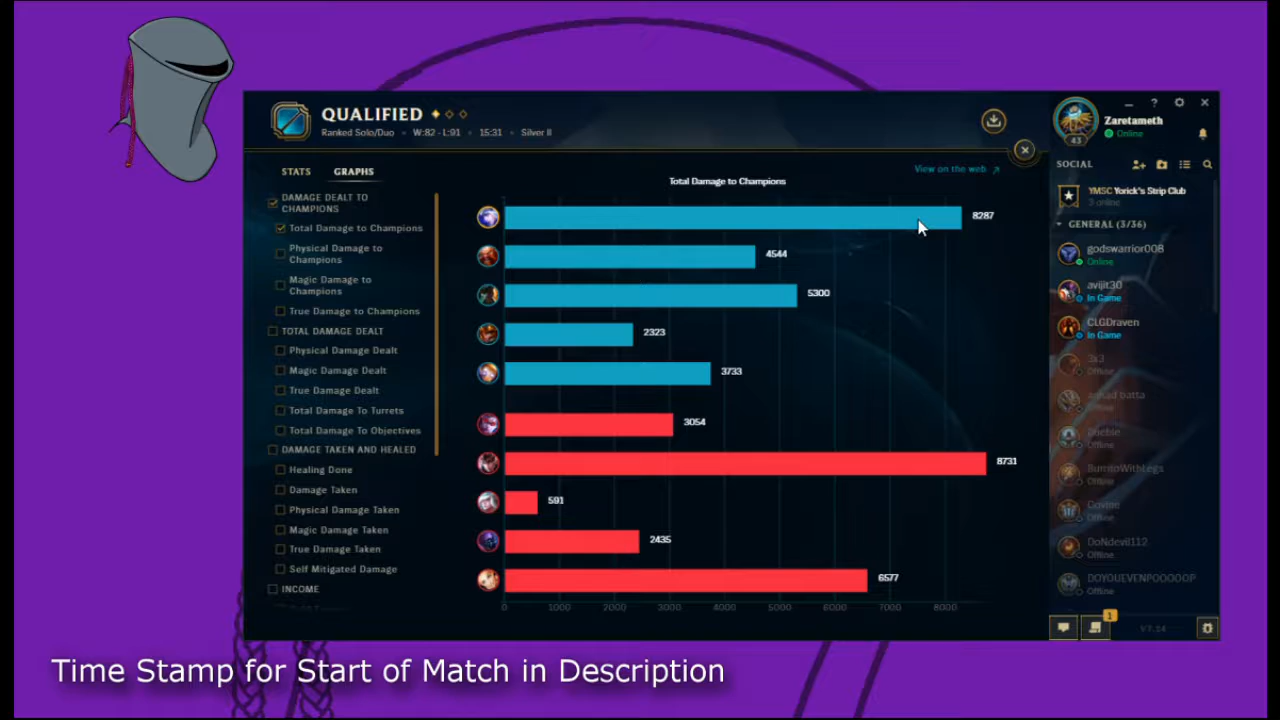 QUALIFIED
Ranked Solo/Duo • W:82 - L:91 • 15:31 • Silver II
STATS
GRAPHS
View on the web
DAMAGE DEALT TO
CHAMPIONS
Total Damage to Champions
Physical Damage to
Champions
Magic Damage to
Champions
True Damage to Champions
TOTAL DAMAGE DEALT
Physical Damage Dealt
Magic Damage Dealt
True Damage Dealt
Total Damage To Turrets
Total Damage To Objectives
DAMAGE TAKEN AND HEALED
Healing Done
Damage Taken
Physical Damage Taken
Magic Damage Taken
True Damage Taken
Self Mitigated Damage
INCOME
Total Damage to Champions
8287
4544
5300
2323
3733
3054
8731
591
2435
6577
0 1000 2000 3000 4000 5000 6000 7000 8000
?
Zaretameth
Online
43
SOCIAL
YMSC Yorick's Strip Club
3 online
GENERAL (3/36)
godswarrior008
Online
avijit30
In Game
CLGDraven
In Game
3x3
Offline
batta
Offline
Offline
BurritoWithLegs
Offline
Offline
DoNdevil112
Offline
DOYOUEVENPOOOOOP
Offline
1
V7.14
Time Stamp for Start of Match in Description